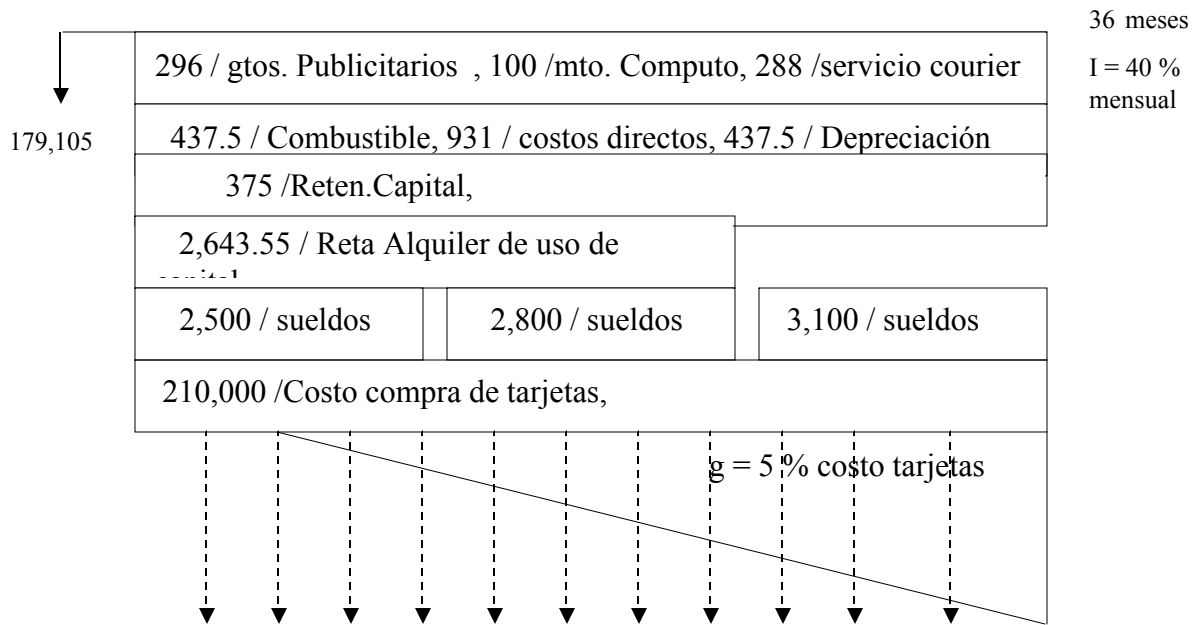 36 meses
296 / gtos. Publicitarios , 100 /mto. Computo, 288 /servicio courier
I = 40 %
mensual
179,105
437.5 / Combustible, 931 / costos directos, 437.5 / Depreciación
375 /Reten.Capital,
2,643.55 / Reta Alquiler de uso de
2,500 / sueldos
2,800 / sueldos
3,100 / sueldos
210,000 /Costo compra de tarjetas,
g = 5 % costo tarjetas